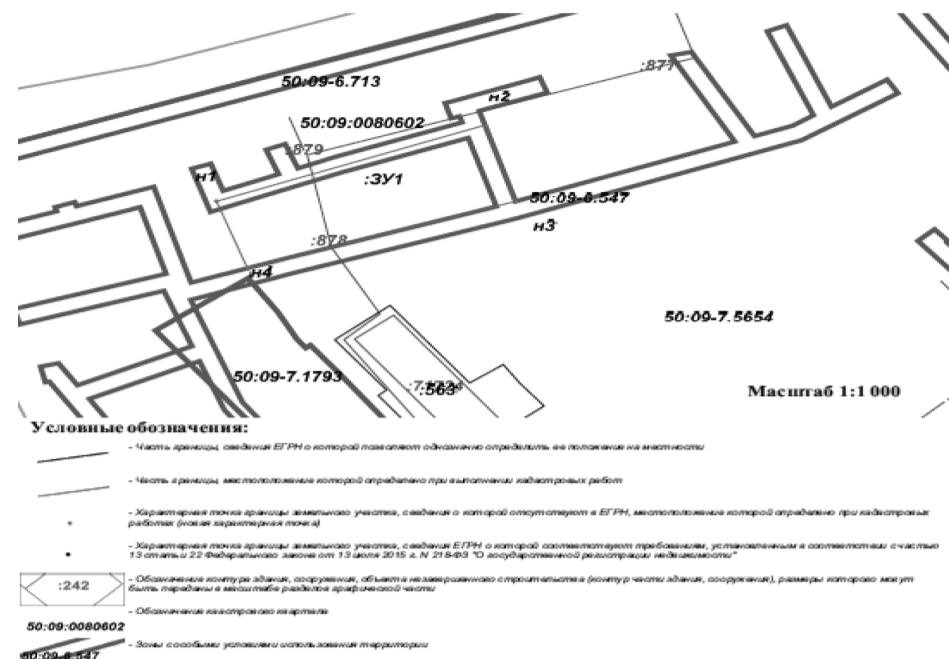 :877
50:09-6.713
н2
50:09:0080602
:879
н1
:ЗУ1
50:09-6.547
н3
:878
н4
50:09-7.5654
50:09-7.1793
:563
Масштаб 1:1 000
Условные обозначения:
- Часть границы, сведения ЕГРН о которой позволяют однозначно определить ее положение на местности
- Часть границы, местоположение которой определено при выполнении кадастровых работ
- Характерная точка границы земельного участка, сведения о которой отсутствуют в ЕГРН, местоположение которой определено при кадастровых
работах (новая характерная точка)
- Характерная точка границы земельного участка, сведения ЕГРН о которой соответствуют требованиям, установленным в соответствии с частью
13 статьи 22 Федерального закона от 13 июля 2015 г. N 218-ФЗ "О государственной регистрации недвижимости"
:242
- Обозначение контура здания, сооружения, объекта незавершенного строительства (контур части здания, сооружения), размеры которого могут
быть переданы в масштабе разделов графической части
- Обозначение каастрового квартала
50:09:0080602
- Зоны с особыми условиями использования территории
50:09-6.547